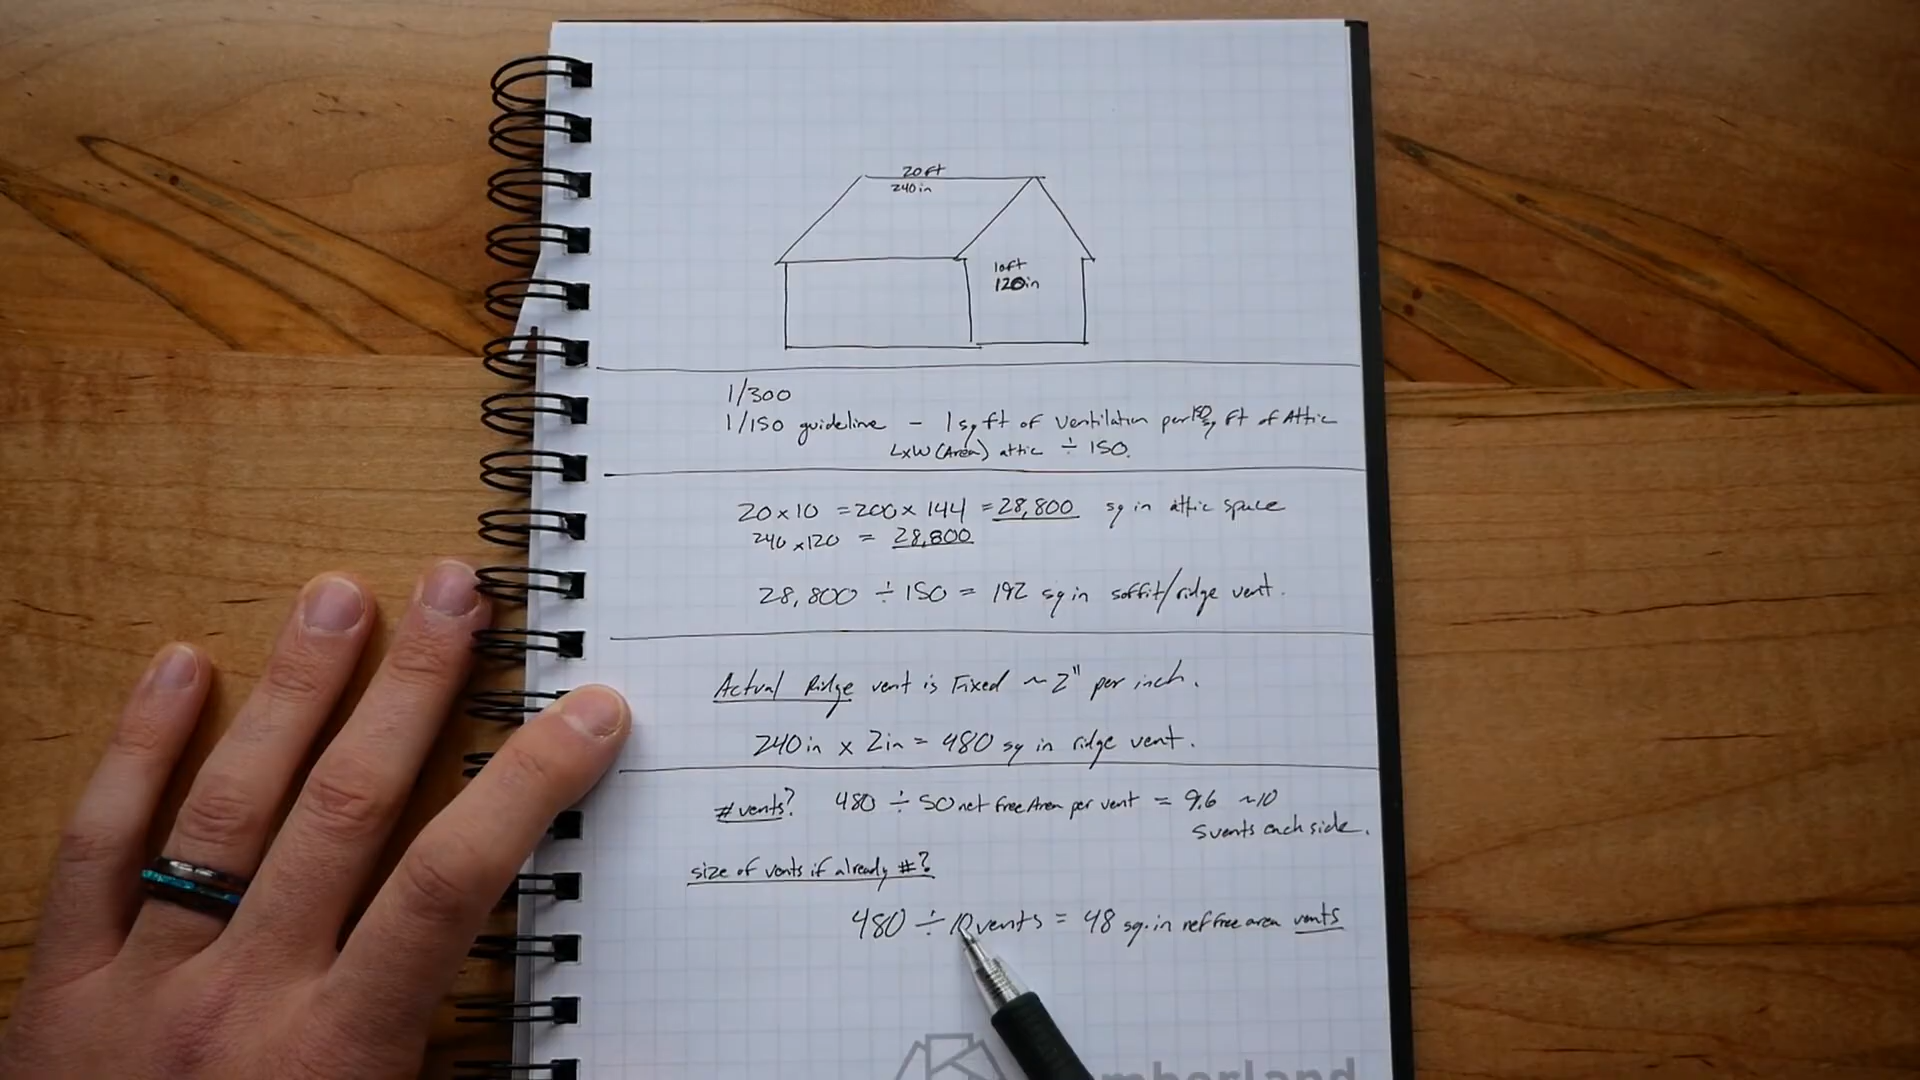 20ft
240in
10ft
120in
1/300
1/150 guideline - 1 sq ft of ventilation per 150 sq ft of Attic
LxW (Area) attic ÷ 150.
20 x 10 = 200 x 144 = 28,800 sq in attic space
240 x 120 = 28,800
28,800 ÷ 150 = 192 sq in soffit/ridge vent.
Actual Ridge vent is Fixed ~ 2" per inch.
240in x 2in = 480 sq in ridge vent.
# vents? 480 ÷ 50 net free Area per vent = 9.6 ~10
5 vents each side.
size of vents if already #?
480 ÷ 10 vents = 48 sq. in net free area vents